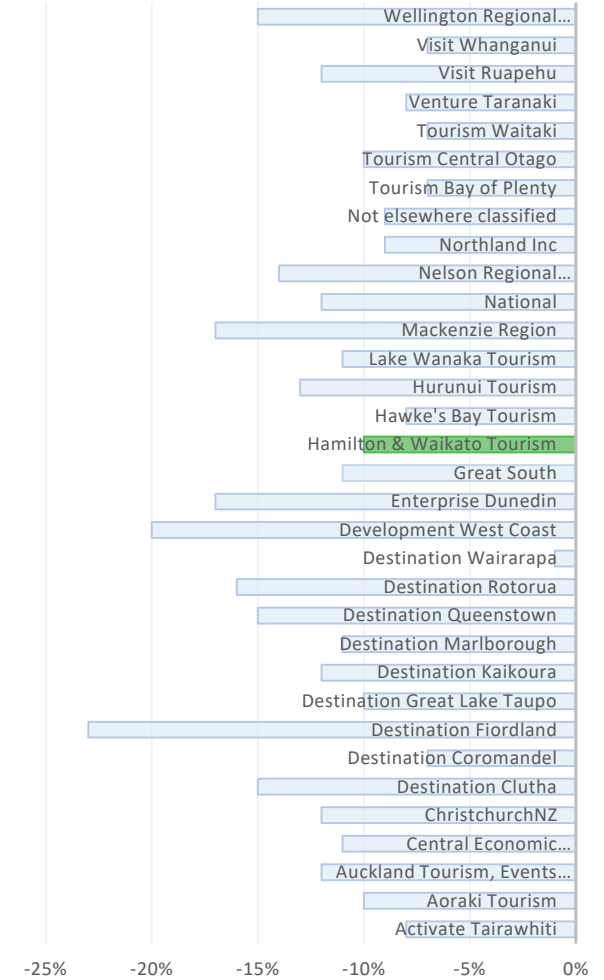 Wellington Regional...
Visit Whanganui
Visit Ruapehu
Venture Taranaki
Tourism Waitaki
Tourism Central Otago
Tourism Bay of Plenty
Not elsewhere classified
Northland Inc
Nelson Regional...
National
Mackenzie Region
Lake Wanaka Tourism
Hurunui Tourism
Hawke's Bay Tourism
Hamilton & Waikato Tourism
Great South
Enterprise Dunedin
Development West Coast
Destination Wairarapa
Destination Rotorua
Destination Queenstown
Destination Marlborough
Destination Kaikoura
Destination Great Lake Taupo
Destination Fiordland
Destination Coromandel
Destination Clutha
ChristchurchNZ
Central Economic...
Auckland Tourism, Events...
Aoraki Tourism
Activate Tairawhiti
-25% -20% -15% -10% -5% 0%